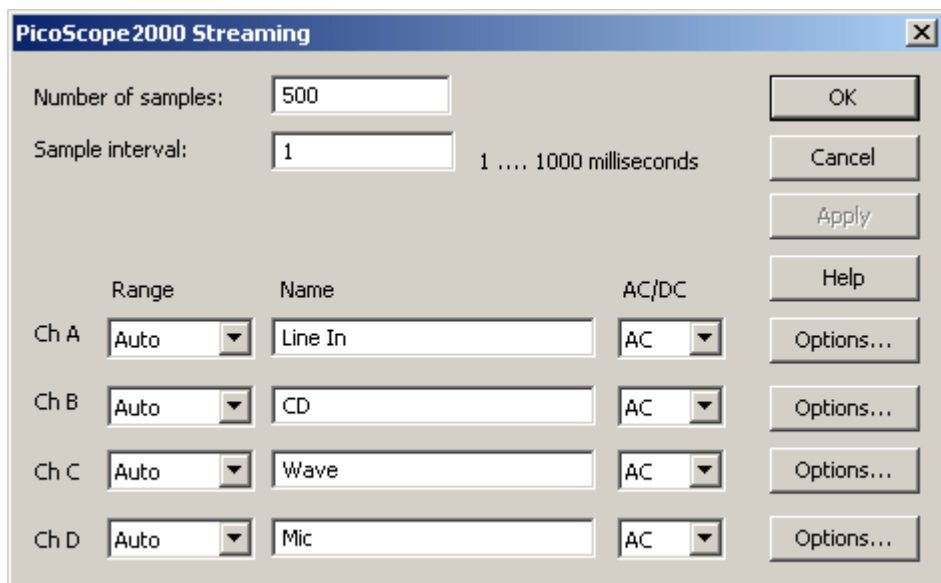 PicoScope2000 Streaming
Number of samples: 500 OK
Sample interval: 1 1 .... 1000 milliseconds Cancel
Apply
Help
Range Name AC/DC
Ch A Auto Line In AC Options...
Ch B Auto CD AC Options...
Ch C Auto Wave AC Options...
Ch D Auto Mic AC Options...